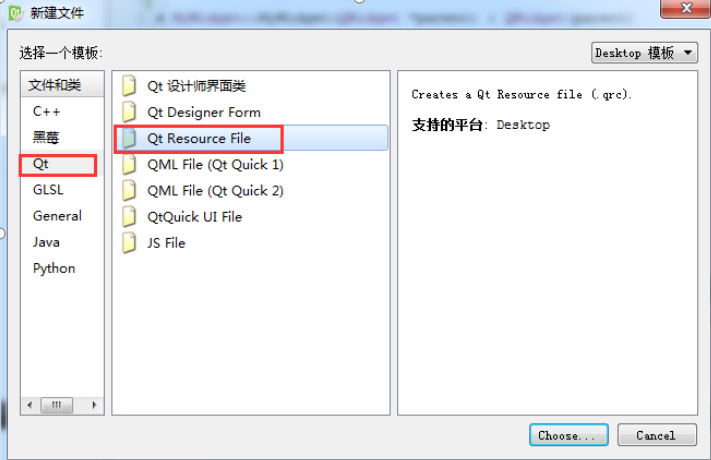 新建文件
选择一个模板:
Desktop 模板
文件和类
C++
黑莓
Qt
GLSL
General
Java
Python
Qt 设计师界面类
Qt Designer Form
Qt Resource File
QML File (Qt Quick 1)
QML File (Qt Quick 2)
QtQuick UI File
JS File
Creates a Qt Resource file (.qrc).
支持的平台: Desktop
Choose...
Cancel